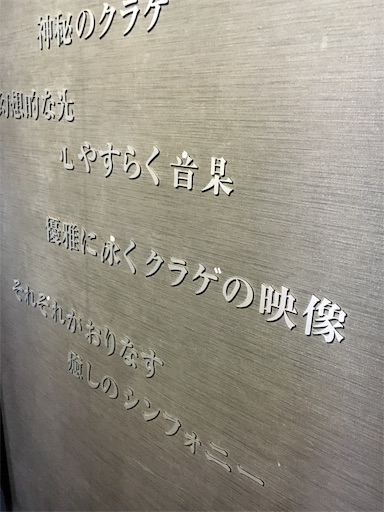 神秘のクラゲ
幻想的な光
心やすらぐ音楽
優雅に泳ぐクラゲの映像
それぞれがおりなす
癒しのシンフォニー